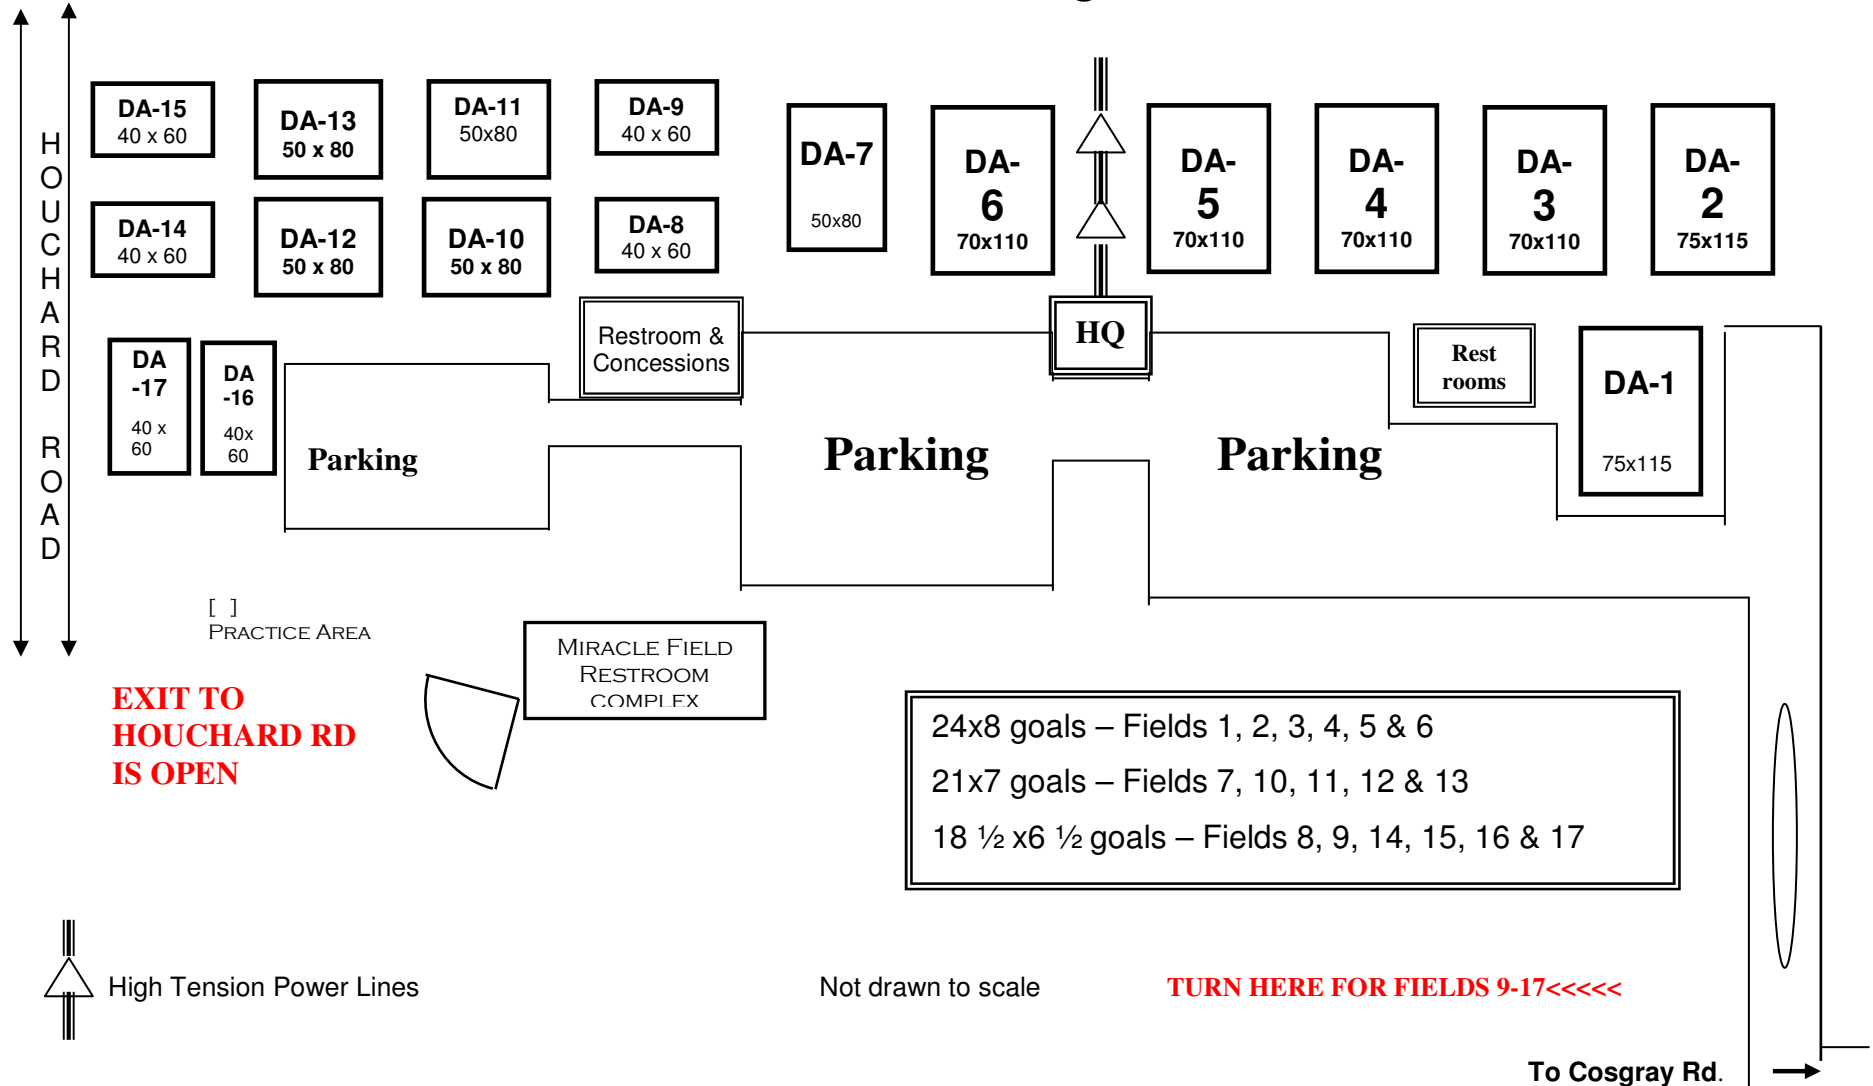 HOUCHARD ROAD
DA-15
40 x 60
DA-13
50 x 80
DA-11
50x80
DA-9
40 x 60
DA-7
50x80
DA-
6
70x110
DA-
5
70x110
DA-
4
70x110
DA-
3
70x110
DA-
2
75x115
DA-14
40 x 60
DA-12
50 x 80
DA-10
50 x 80
DA-8
40 x 60
DA
-17
40 x
60
DA
-16
40x
60
Restroom &
Concessions
HQ
Rest
rooms
DA-1
75x115
Parking
Parking
Parking
[ ]
PRACTICE AREA
MIRACLE FIELD
RESTROOM
COMPLEX
EXIT TO
HOUCHARD RD
IS OPEN
24x8 goals – Fields 1, 2, 3, 4, 5 & 6
21x7 goals – Fields 7, 10, 11, 12 & 13
18 ½ x6 ½ goals – Fields 8, 9, 14, 15, 16 & 17
High Tension Power Lines
Not drawn to scale
TURN HERE FOR FIELDS 9-17<<<<<
To Cosgray Rd.